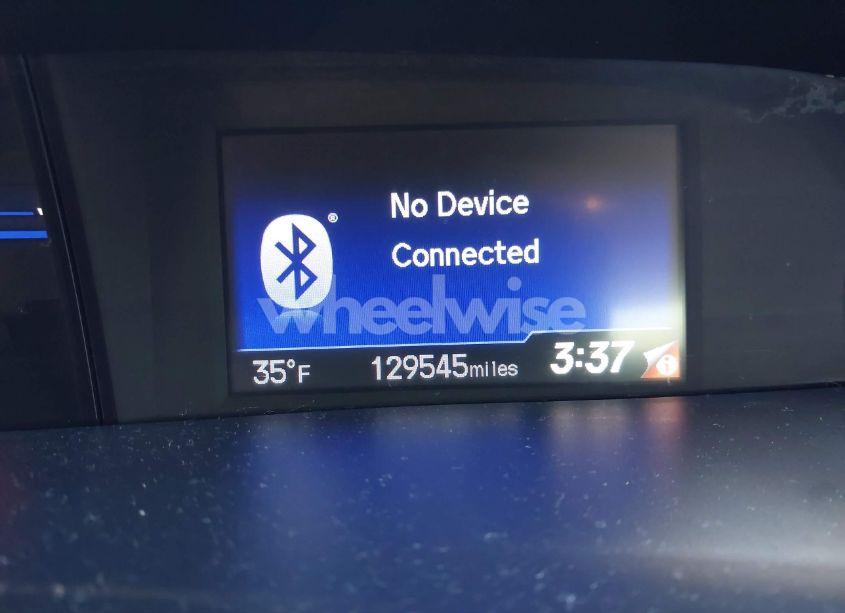 No Device
®
Connected
wheelwise
35°F
129545miles
3:37
i